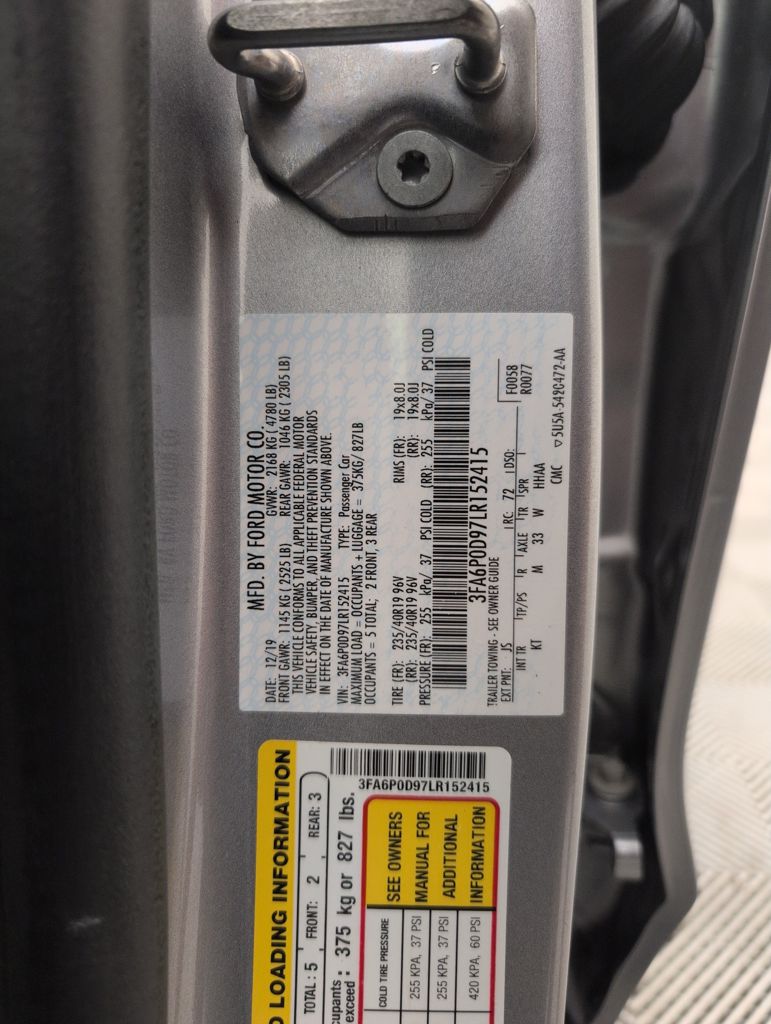 MFD. BY FORD MOTOR CO.
DATE: 12/19 GVWR: 2168 KG ( 4780 LB)
FRONT GAWR: 1145 KG ( 2525 LB) REAR GAWR: 1046 KG ( 2305 LB)
THIS VEHICLE CONFORMS TO ALL APPLICABLE FEDERAL MOTOR
VEHICLE SAFETY, BUMPER, AND THEFT PREVENTION STANDARDS
IN EFFECT ON THE DATE OF MANUFACTURE SHOWN ABOVE.
VIN: 3FA6P0D97LR152415 TYPE: Passenger Car
MAXIMUM LOAD = OCCUPANTS + LUGGAGE = 375KG/ 827LB
OCCUPANTS = 5 TOTAL; 2 FRONT, 3 REAR
TIRE (FR): 235/40R19 96V RIMS (FR): 19x8.0J
(RR): 235/40R19 96V (RR): 19x8.0J
PRESSURE (FR): 255 kPa/ 37 PSI COLD (RR): 255 kPa/ 37 PSI COLD
3FA6P0D97LR152415
TRAILER TOWING - SEE OWNER GUIDE
F0058
R0077
EXT PNT: J5 RC: 72 DSO:
INT TR TP/PS R AXLE TR SPR
KT M 33 W HHAA
CMC ▽5U5A-5420472-AA
LOADING INFORMATION
TOTAL: 5 FRONT: 2 REAR: 3
exceed: 375 kg or 827 lbs.
3FA6P0D97LR152415
COLD TIRE PRESSURE
255 KPA, 37 PSI
255 KPA, 37 PSI
420 KPA, 60 PSI
SEE OWNERS
MANUAL FOR
ADDITIONAL
INFORMATION